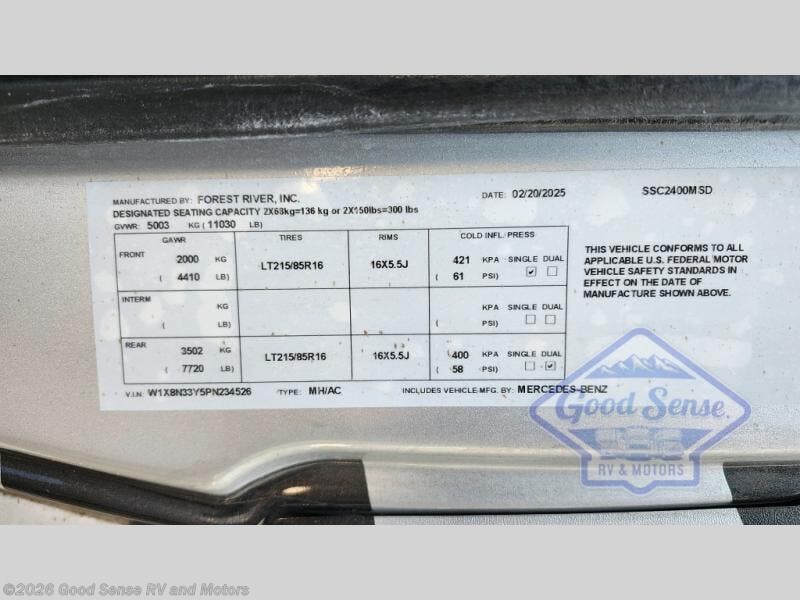 MANUFACTURED BY: FOREST RIVER, INC. DATE: 02/20/2025 SSC2400MSD
DESIGNATED SEATING CAPACITY 2X68kg=136 kg or 2X150lbs=300 lbs
GVWR: 5003 KG ( 11030 LB)
GAWR TIRES RIMS COLD INFL. PRESS
FRONT 2000 KG LT215/85R16 16X5.5J 421 KPA SINGLE DUAL
( 4410 LB) ( 61 PSI)
INTERM KG KPA SINGLE DUAL
( LB) ( PSI)
REAR 3502 KG LT215/85R16 16X5.5J 400 KPA SINGLE DUAL
( 7720 LB) ( 58 PSI)
THIS VEHICLE CONFORMS TO ALL
APPLICABLE U.S. FEDERAL MOTOR
VEHICLE SAFETY STANDARDS IN
EFFECT ON THE DATE OF
MANUFACTURE SHOWN ABOVE.
V.I.N: W1X8N33Y5PN234526 TYPE: MH/AC INCLUDES VEHICLE MFG. BY: MERCEDES-BENZ
Good Sense
RV & MOTORS
©2026 Good Sense RV and Motors